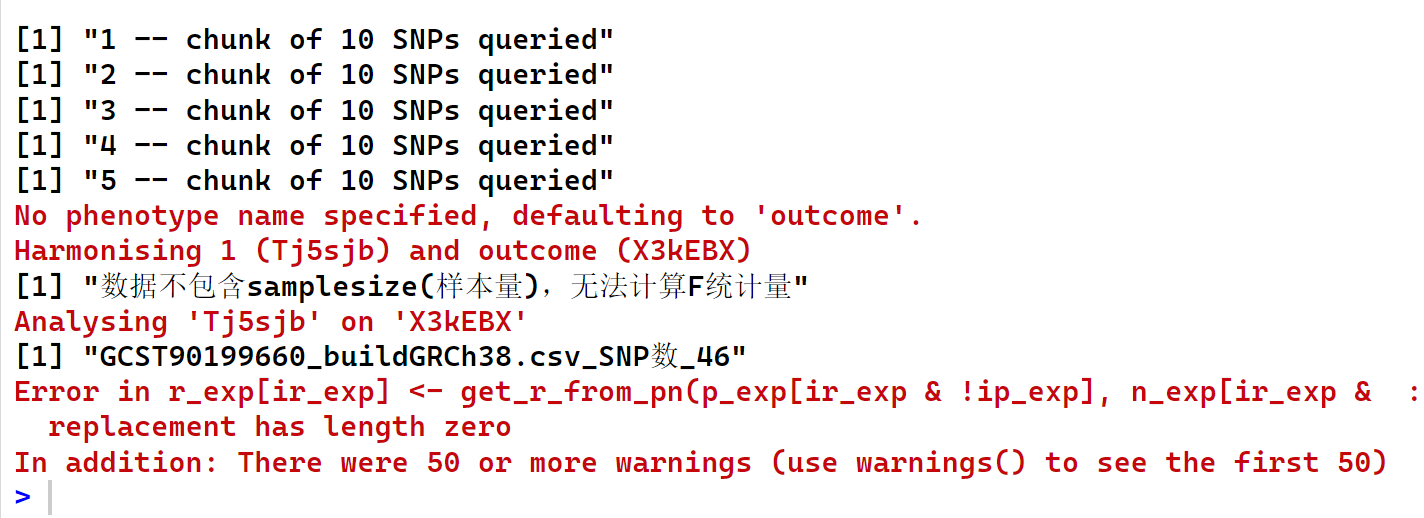 [1] "1 -- chunk of 10 SNPs queried"
[1] "2 -- chunk of 10 SNPs queried"
[1] "3 -- chunk of 10 SNPs queried"
[1] "4 -- chunk of 10 SNPs queried"
[1] "5 -- chunk of 10 SNPs queried"
No phenotype name specified, defaulting to 'outcome'.
Harmonising 1 (Tj5sjb) and outcome (X3kEBX)
[1] "数据不包含samplesize(样本量)，无法计算F统计量"
Analysing 'Tj5sjb' on 'X3kEBX'
[1] "GCST90199660_buildGRCh38.csv_SNP数_46"
Error in r_exp[ir_exp] <- get_r_from_pn(p_exp[ir_exp & !ip_exp], n_exp[ir_exp &  :
  replacement has length zero
In addition: There were 50 or more warnings (use warnings() to see the first 50)
>